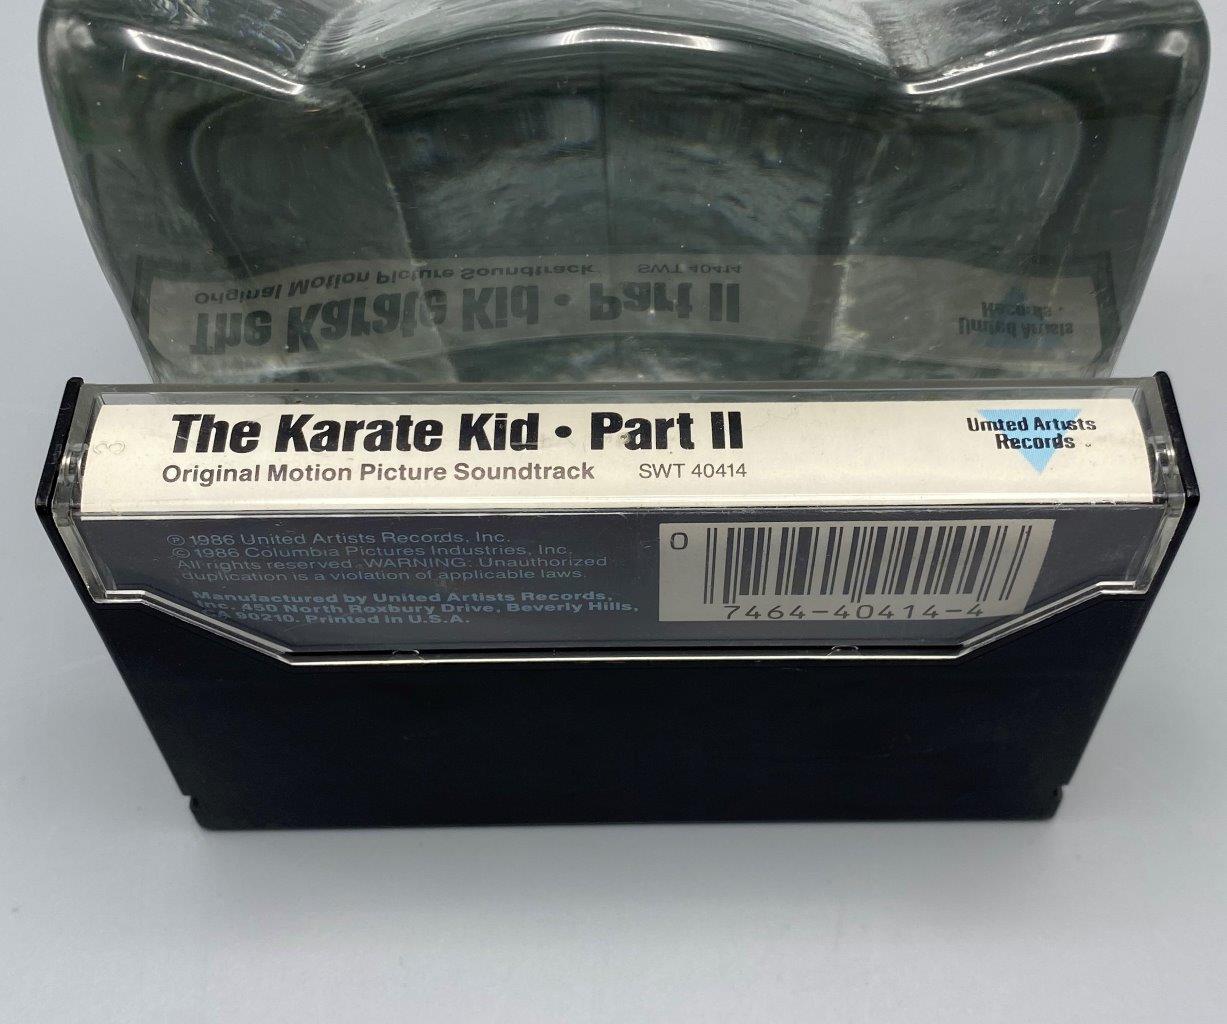 The Karate Kid • Part II
Original Motion Picture Soundtrack SWT 40414
United Artists
Records
℗ 1986 United Artists Records, Inc.
© 1986 Columbia Pictures Industries, Inc.
All rights reserved. WARNING: Unauthorized
duplication is a violation of applicable laws.
Manufactured by United Artists Records,
Inc. 450 North Roxbury Drive, Beverly Hills,
CA 90210. Printed in U.S.A.
0
7464-40414-4
3